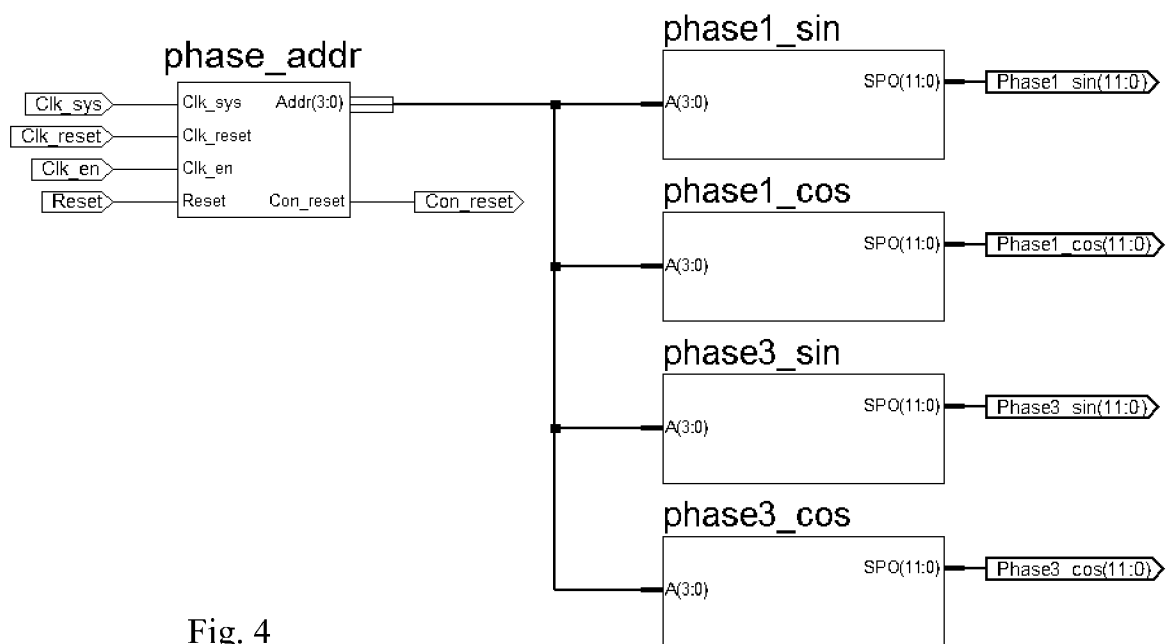 phase_addr
Clk_sys
Clk_reset
Clk_en
Reset
Clk_sys
Addr(3:0)
Clk_reset
Clk_en
Reset
Con_reset
Con_reset
phase1_sin
A(3:0)
SPO(11:0)
Phase1_sin(11:0)
phase1_cos
A(3:0)
SPO(11:0)
Phase1_cos(11:0)
phase3_sin
A(3:0)
SPO(11:0)
Phase3_sin(11:0)
phase3_cos
A(3:0)
SPO(11:0)
Phase3_cos(11:0)
Fig. 4